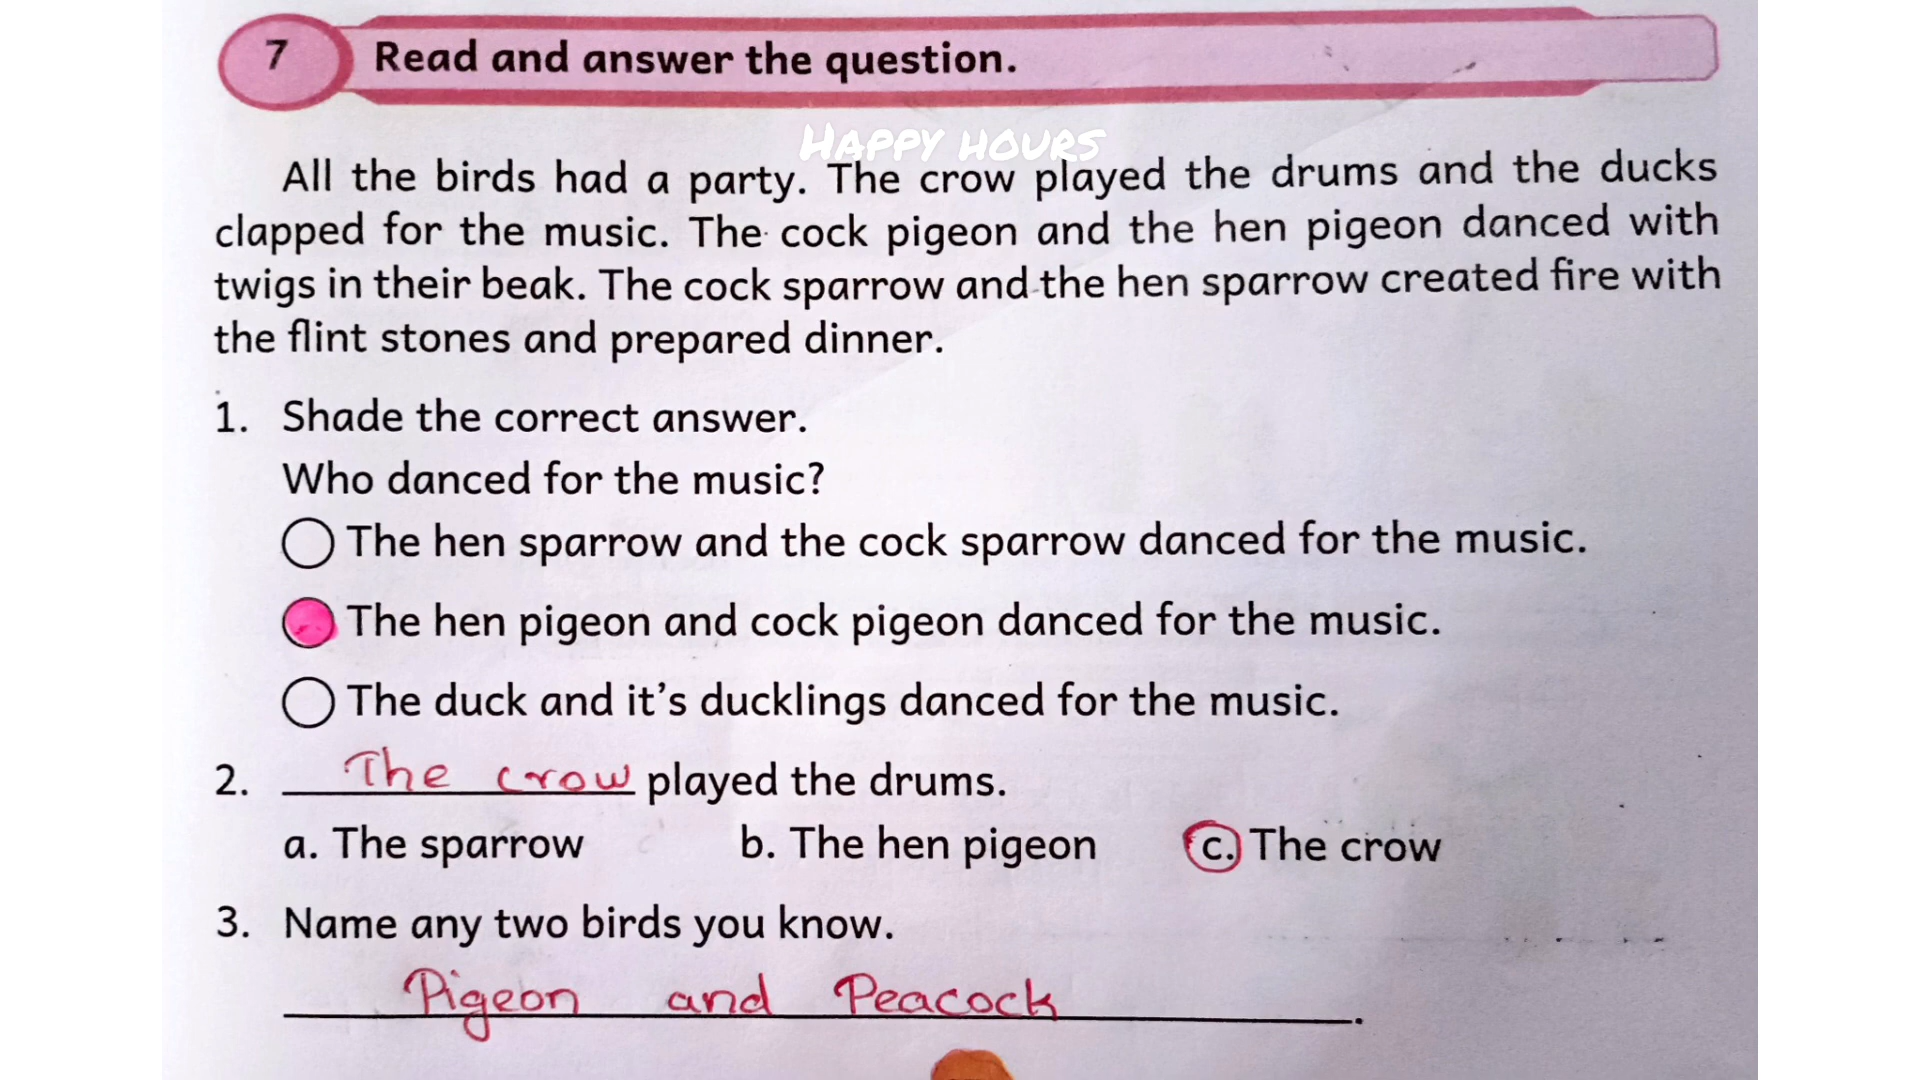 7 Read and answer the question.
Happy hours
All the birds had a party. The crow played the drums and the ducks
clapped for the music. The cock pigeon and the hen pigeon danced with
twigs in their beak. The cock sparrow and the hen sparrow created fire with
the flint stones and prepared dinner.
1. Shade the correct answer.
Who danced for the music?
The hen sparrow and the cock sparrow danced for the music.
The hen pigeon and cock pigeon danced for the music.
The duck and it's ducklings danced for the music.
2. The crow played the drums.
a. The sparrow b. The hen pigeon c. The crow
3. Name any two birds you know.
Pigeon and Peacock.